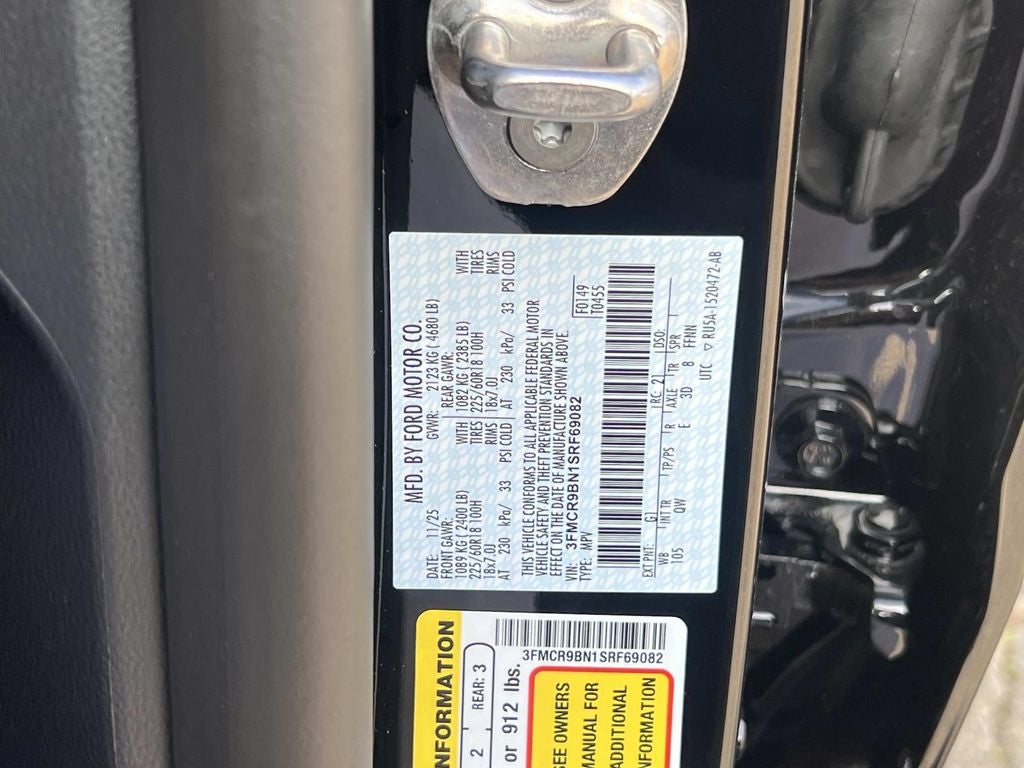 MFD. BY FORD MOTOR CO.
DATE: 11/25 GVWR: 2123 KG ( 4680 LB)
FRONT GAWR: REAR GAWR:
1089 KG ( 2400 LB) WITH 1082 KG ( 2385 LB) WITH
225/60R18 100H TIRES 225/60R18 100H TIRES
18x7.0J RIMS 18x7.0J RIMS
AT 230 kPa/ 33 PSI COLD AT 230 kPa/ 33 PSI COLD
THIS VEHICLE CONFORMS TO ALL APPLICABLE FEDERAL MOTOR
VEHICLE SAFETY AND THEFT PREVENTION STANDARDS IN
EFFECT ON THE DATE OF MANUFACTURE SHOWN ABOVE.
VIN: 3FMCR9BN1SRF69082 F0149
TYPE: MPV T0455
EXT PNT: G1 RC: 21 DSO:
WB INT TR TP/PS R AXLE TR SPR
105 QW E 3D 8 FFNN
UTC ▽ RU5A-1520472-AB
NFORMATION
2 REAR: 3
or 912 lbs.
3FMCR9BN1SRF69082
SEE OWNERS
MANUAL FOR
ADDITIONAL
INFORMATION